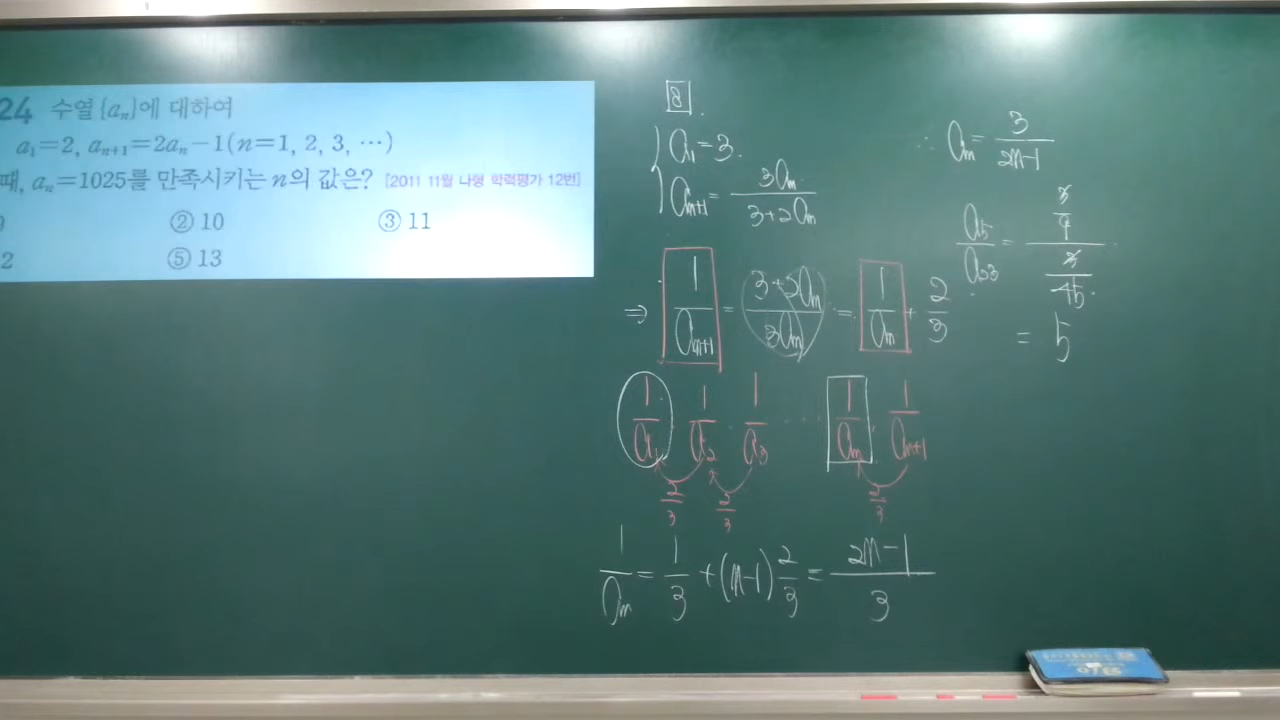 24 수열 {aₙ}에 대하여
a₁=2, aₙ₊₁=2aₙ-1(n=1, 2, 3, ⋯)
때, aₙ=1025를 만족시키는 n의 값은? [2011 11월 나형 학력평가 12번]
9 ② 10 ③ 11
2 ⑤ 13
8.
a₁=3.
aₙ₊₁= 3aₙ/(3+2aₙ)
⇒ 1/aₙ₊₁ = (3+2aₙ)/3aₙ = 1/aₙ + 2/3
1/a₁ 1/a₂ 1/a₃ ⋯ 1/aₙ 1/aₙ₊₁
2/3 2/3 2/3
1/aₙ = 1/3 + (n-1) 2/3 = (2n-1)/3
∴ aₙ= 3/(2n-1)
a₅/a₂₃ = (3/9)/(3/45)
= 5